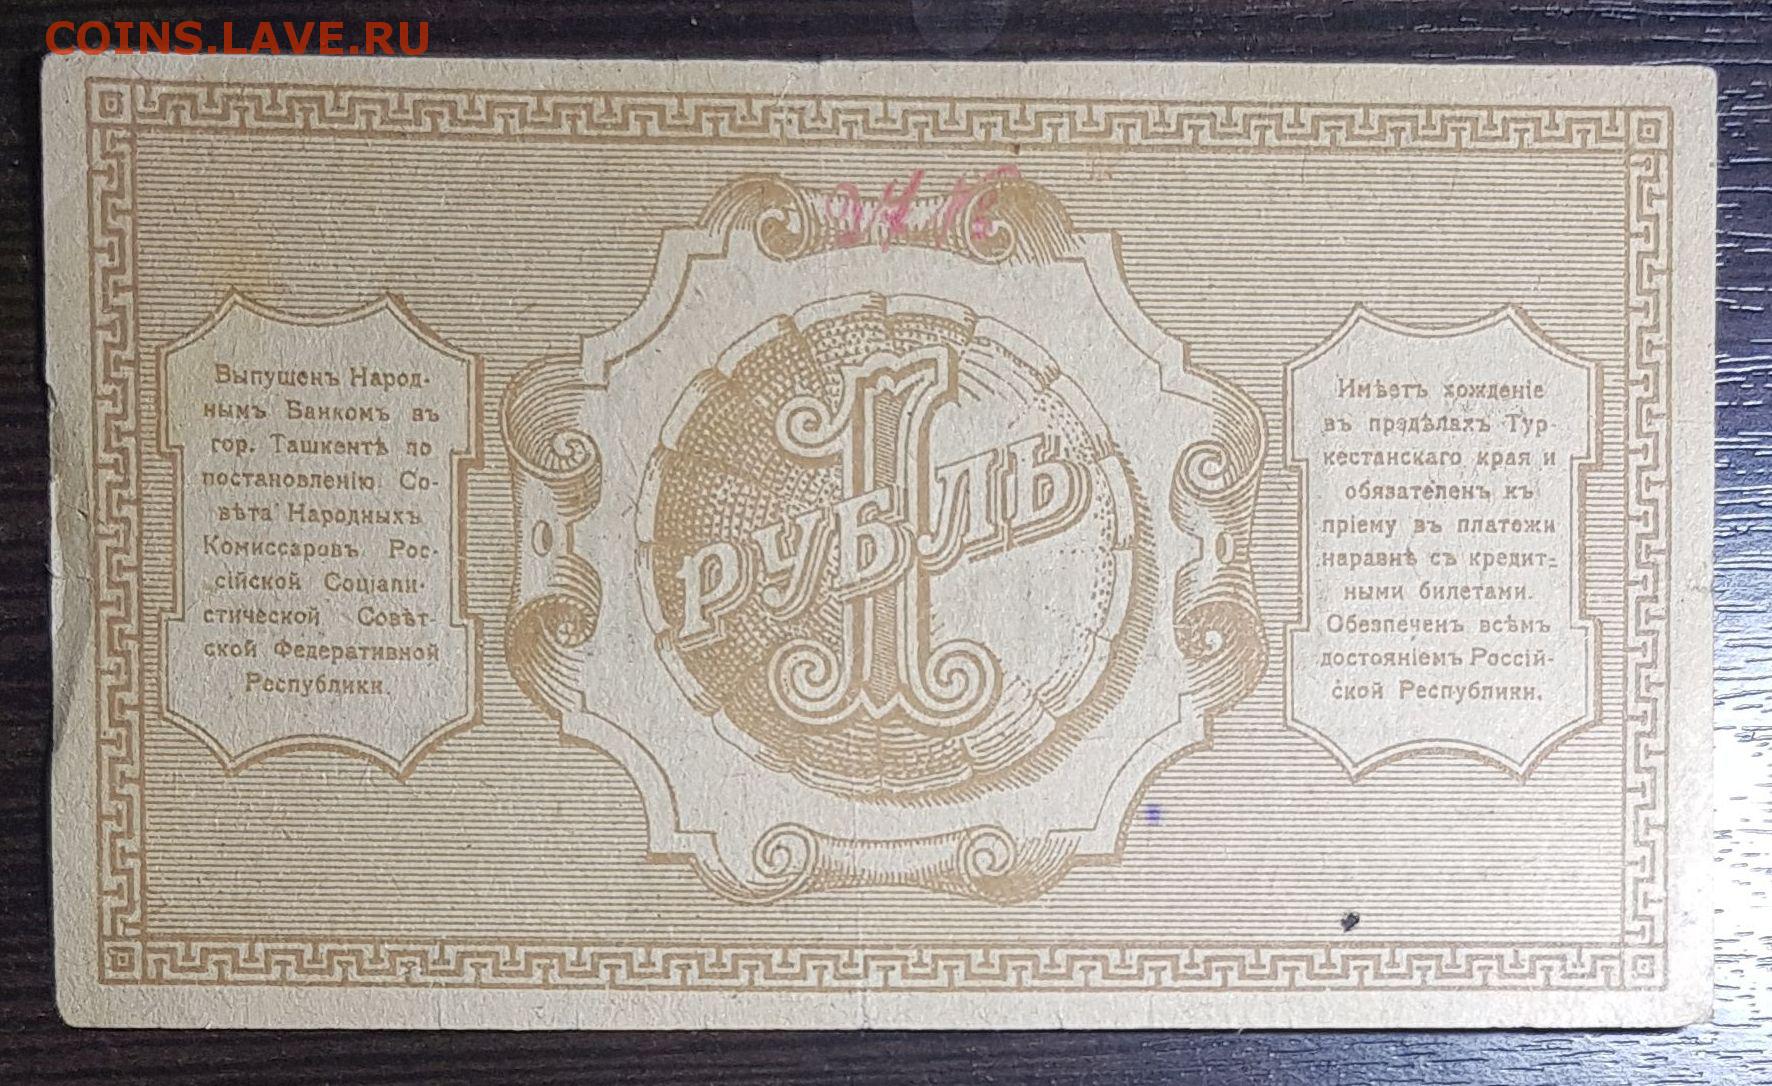 COINS.LAVE.RU
Выпущенъ Народ-
нымъ Банкомъ въ
гор. Ташкентѣ по
постановленію Со-
вѣта Народныхъ
Комиссаровъ Рос-
сійской Соціали-
стической Совѣт-
ской Федеративной
Республики.
1
РУБЛЬ
Имѣетъ хожденіе
въ предѣлахъ Тур-
кестанскаго края и
обязателенъ къ
пріему въ платежи
наравнѣ съ кредит-
ными билетами.
Обезпеченъ всѣмъ
достояніемъ Россій-
ской Республики.